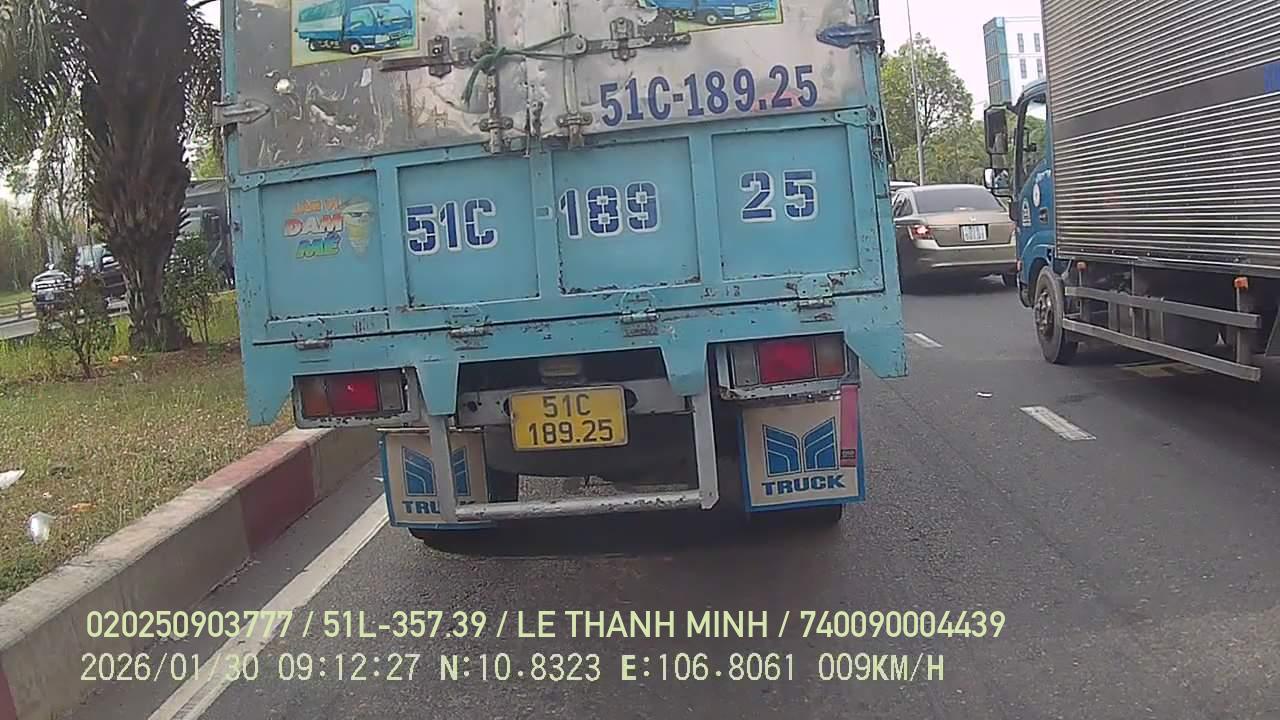 51C-189.25
51C 189 25
ĐAM
MÊ
51C
189.25
TRUCK
TRUCK
020250903777 / 51L-357.39 / LE THANH MINH / 740090004439
2026/01/30 09:12:27 N:10.8323 E:106.8061 009KM/H